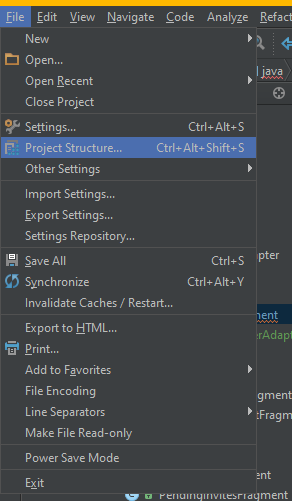 File Edit View Navigate Code Analyze Refact
New
Open...
Open Recent
java
Close Project
Settings... Ctrl+Alt+S
Project Structure... Ctrl+Alt+Shift+S
Other Settings
Import Settings...
Export Settings...
Settings Repository...
Save All Ctrl+S
pter
Synchronize Ctrl+Alt+Y
Invalidate Caches / Restart...
ment
Export to HTML...
erAdap
Print...
Add to Favorites
File Encoding
gment
Line Separators
tFragm
Make File Read-only
Power Save Mode
ent
Exit
PendingInvitesFragment